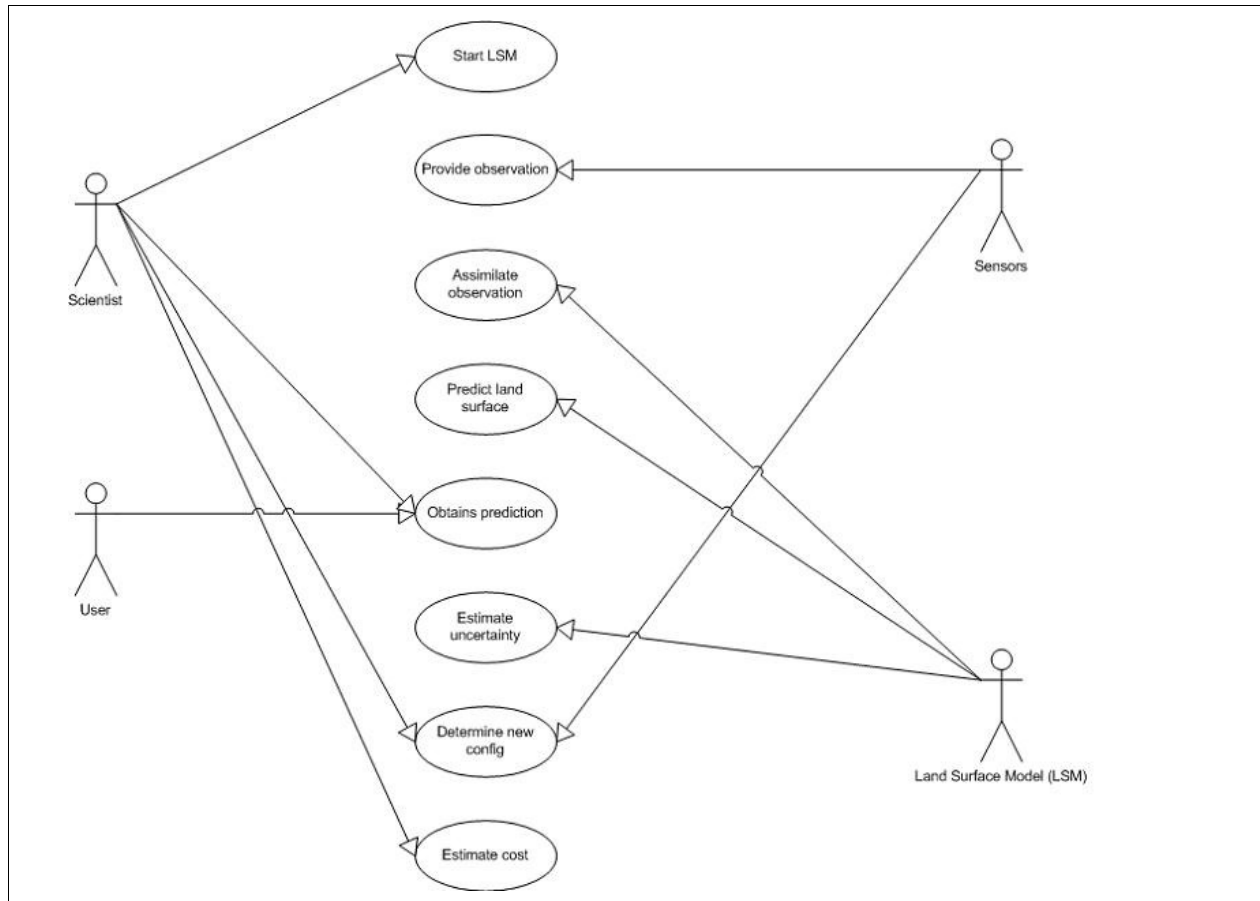 Start LSM
Provide observation
Sensors
Assimilate
observation
Scientist
Predict land
surface
Obtains prediction
User
Estimate
uncertainty
Determine new
config
Land Surface Model (LSM)
Estimate cost